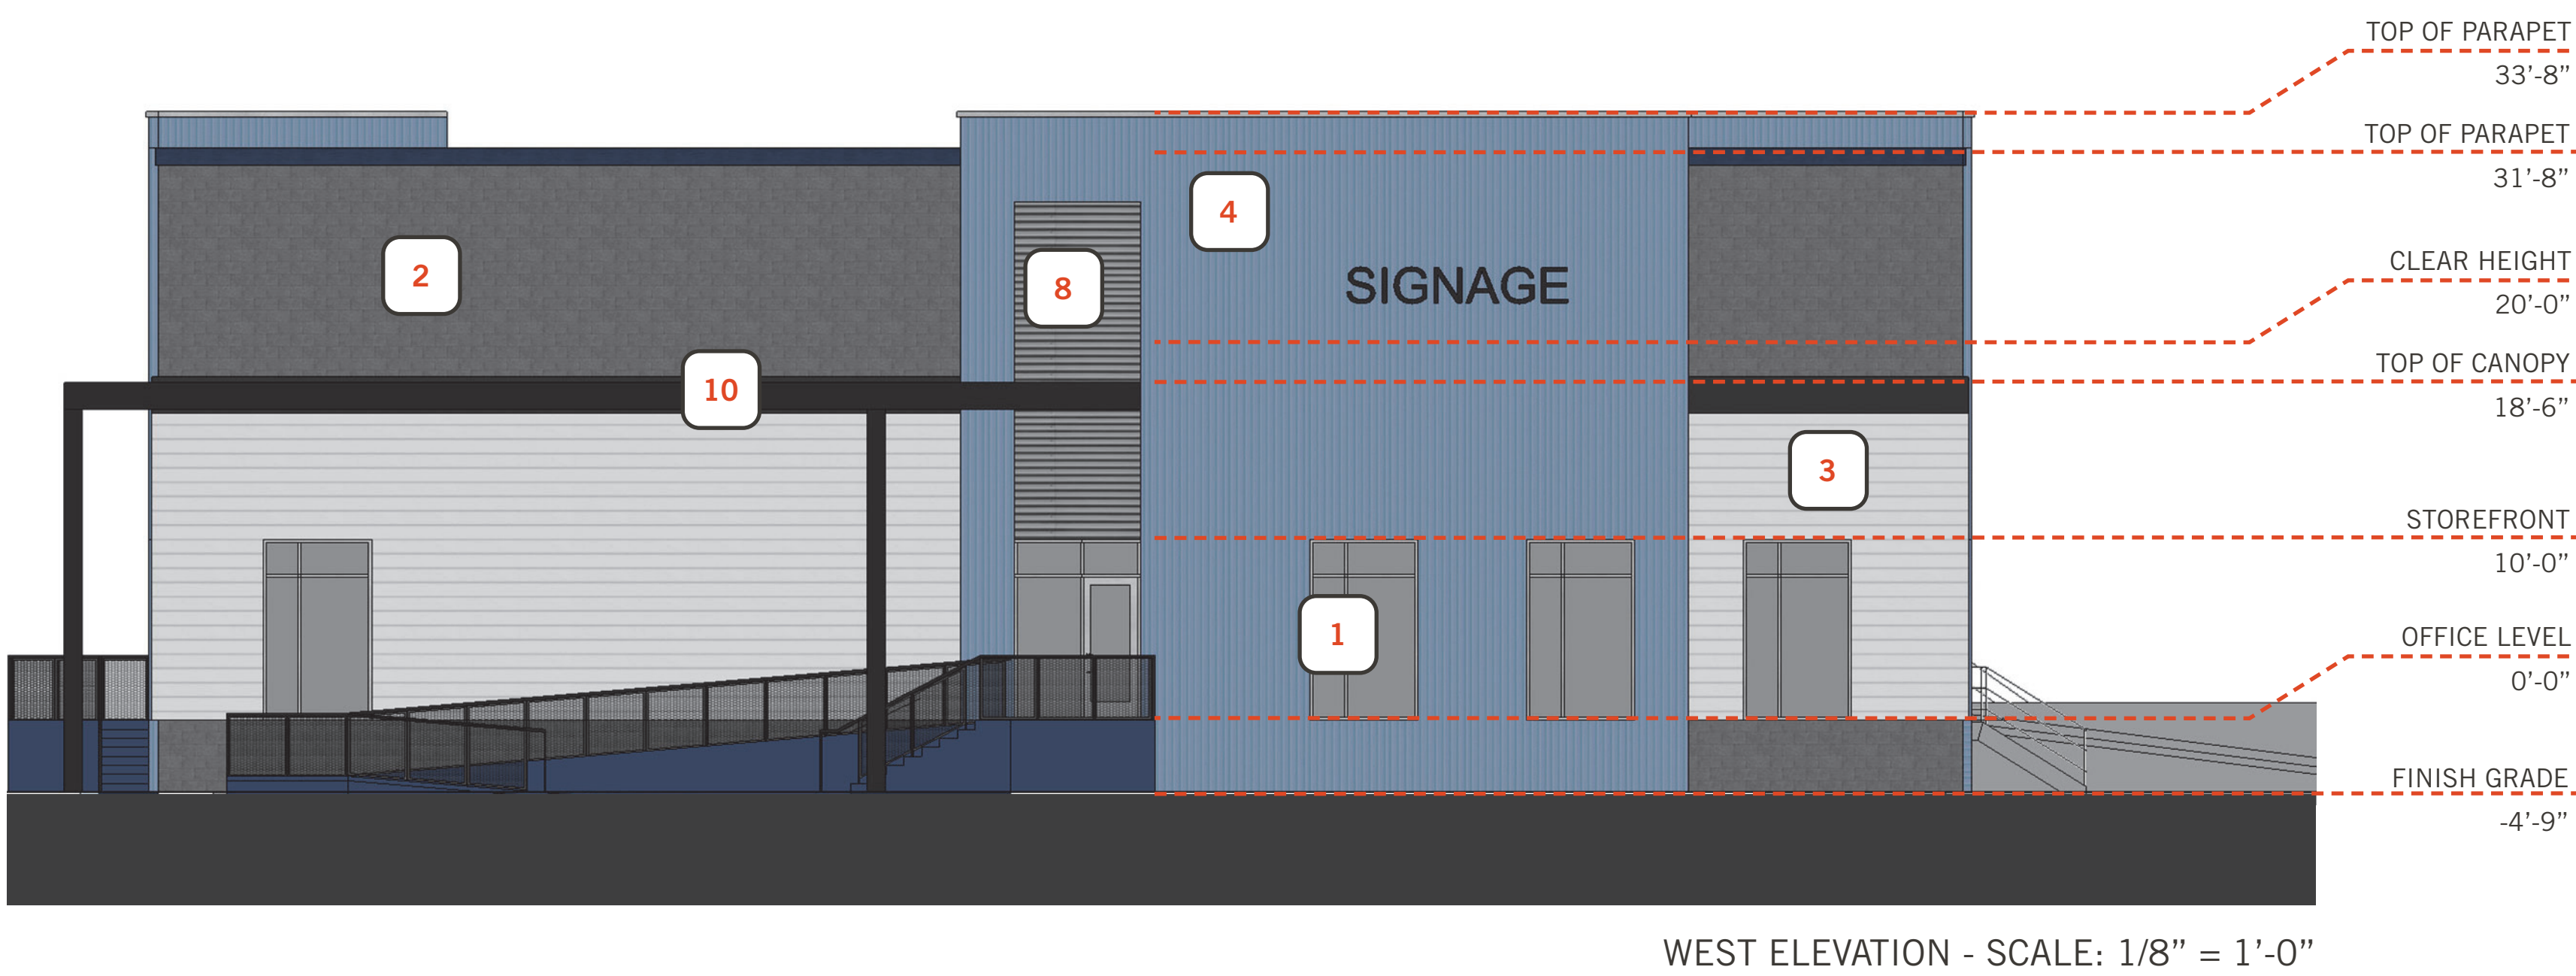 TOP OF PARAPET
33’-8”
TOP OF PARAPET
31’-8”
4
CLEAR HEIGHT
2
8
SIGNAGE
20’-0”
TOP OF CANOPY
10
18’-6”
3
STOREFRONT
10’-0”
1
OFFICE LEVEL
0’-0”
FINISH GRADE
-4’-9”
WEST ELEVATION - SCALE: 1/8” = 1’-0”